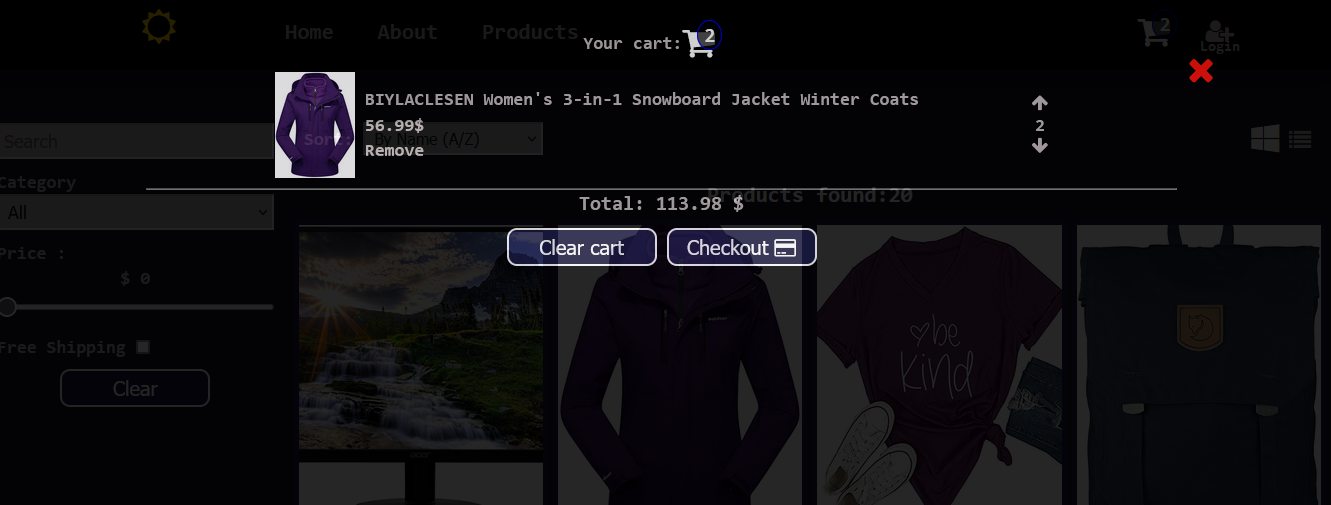 Home About Products
2
Login
Your cart: 2
BIYLACLESEN Women's 3-in-1 Snowboard Jacket Winter Coats
56.99$
Remove
2
Search
Sort: By Name (A/Z)
Category
All
Products found:20
Total: 113.98 $
Clear cart
Checkout
Price :
$ 0
Free Shipping
Clear
be
kind
acer